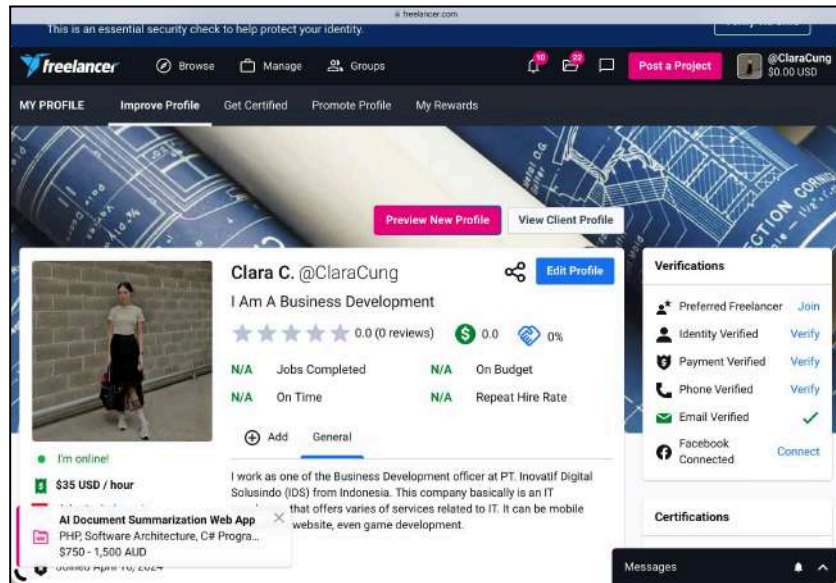 freelancer.com
This is an essential security check to help protect your identity.
freelancer
Browse
Manage
Groups
10
22
Post a Project
@ClaraCung
$0.00 USD
MY PROFILE
Improve Profile
Get Certified
Promote Profile
My Rewards
Preview New Profile
View Client Profile
Clara C. @ClaraCung
Edit Profile
I Am A Business Development
0.0 (0 reviews)
0.0
0%
N/A Jobs Completed
N/A On Budget
N/A On Time
N/A Repeat Hire Rate
Add
General
I'm online!
$35 USD / hour
I work as one of the Business Development officer at PT. Inovatif Digital
Solusindo (IDS) from Indonesia. This company basically is an IT
that offers varies of services related to IT. It can be mobile
website, even game development.
AI Document Summarization Web App
PHP, Software Architecture, C# Progra...
$750 - 1,500 AUD
Joined April 16, 2024
Verifications
Preferred Freelancer Join
Identity Verified Verify
Payment Verified Verify
Phone Verified Verify
Email Verified
Facebook
Connected
Connect
Certifications
Messages